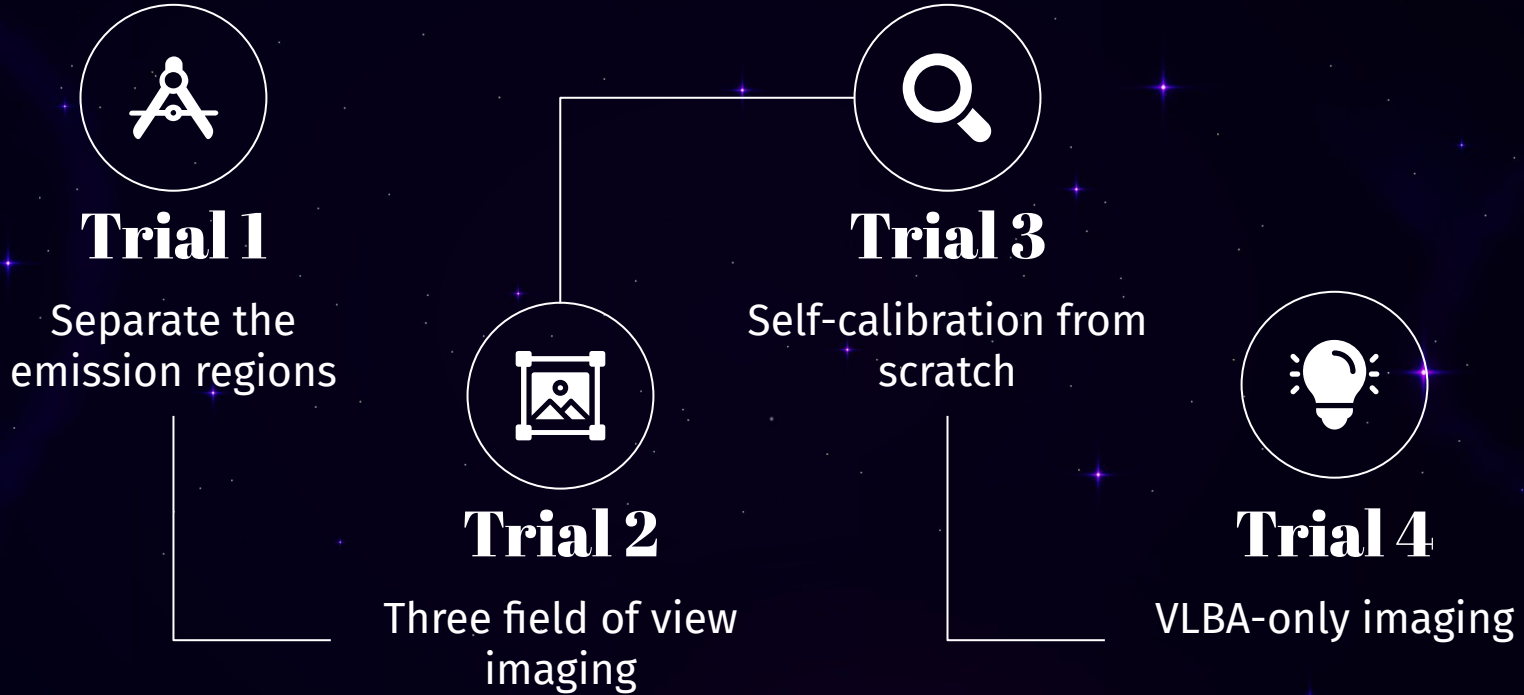 Trial 1
Separate the
emission regions
Trial 2
Three field of view
imaging
Trial 3
Self-calibration from
scratch
Trial 4
VLBA-only imaging